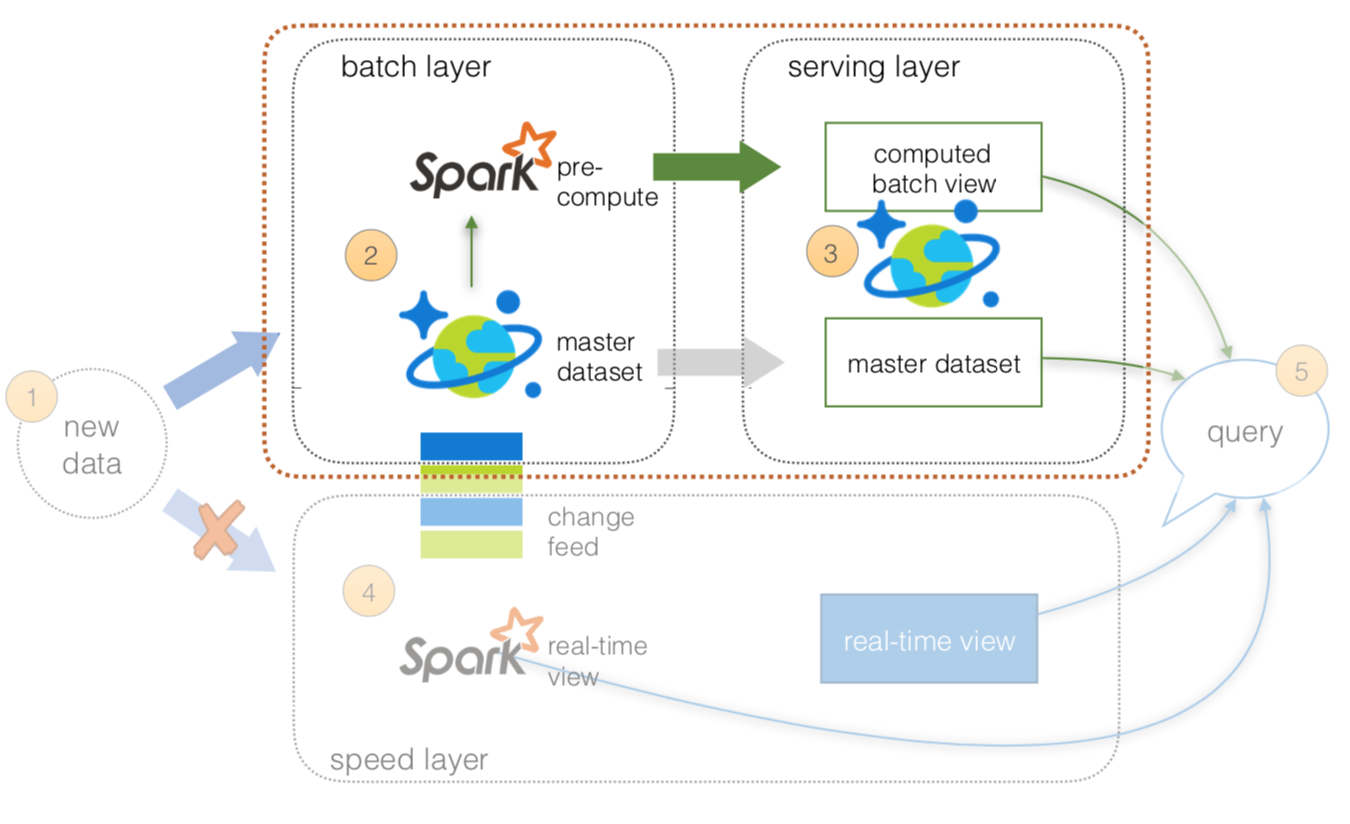 batch layer
serving layer
Spark
pre-
compute
computed
batch view
2
3
master
dataset
master dataset
1
new
data
5
query
change
feed
4
Spark
real-time
view
real-time view
speed layer